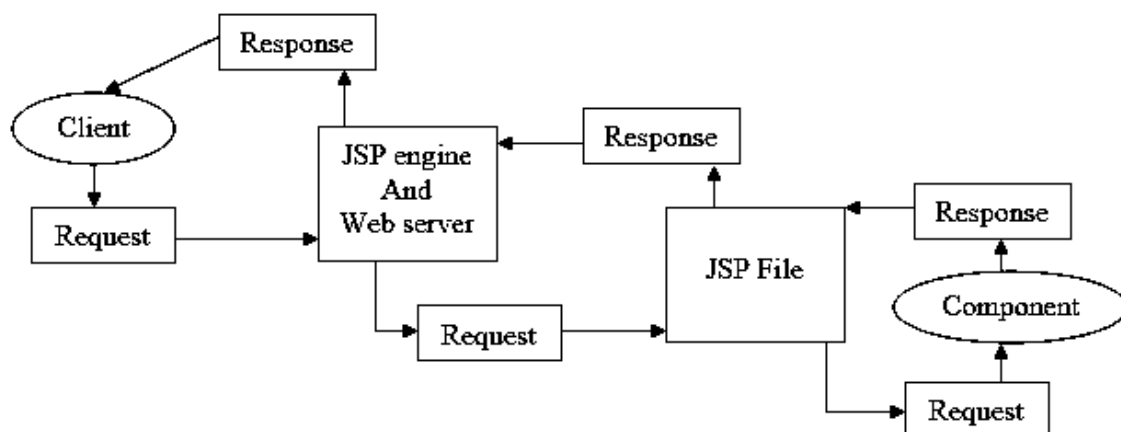 Response
Client
JSP engine
And
Web server
Response
Response
Request
JSP File
Component
Request
Request